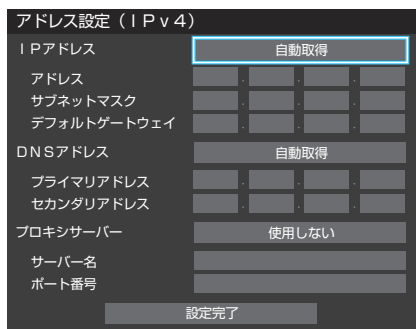 アドレス設定（ＩＰｖ４）
ＩＰアドレス 自動取得
アドレス . . .
サブネットマスク . . .
デフォルトゲートウェイ . . .
ＤＮＳアドレス 自動取得
プライマリアドレス . . .
セカンダリアドレス . . .
プロキシサーバー 使用しない
サーバー名
ポート番号
設定完了